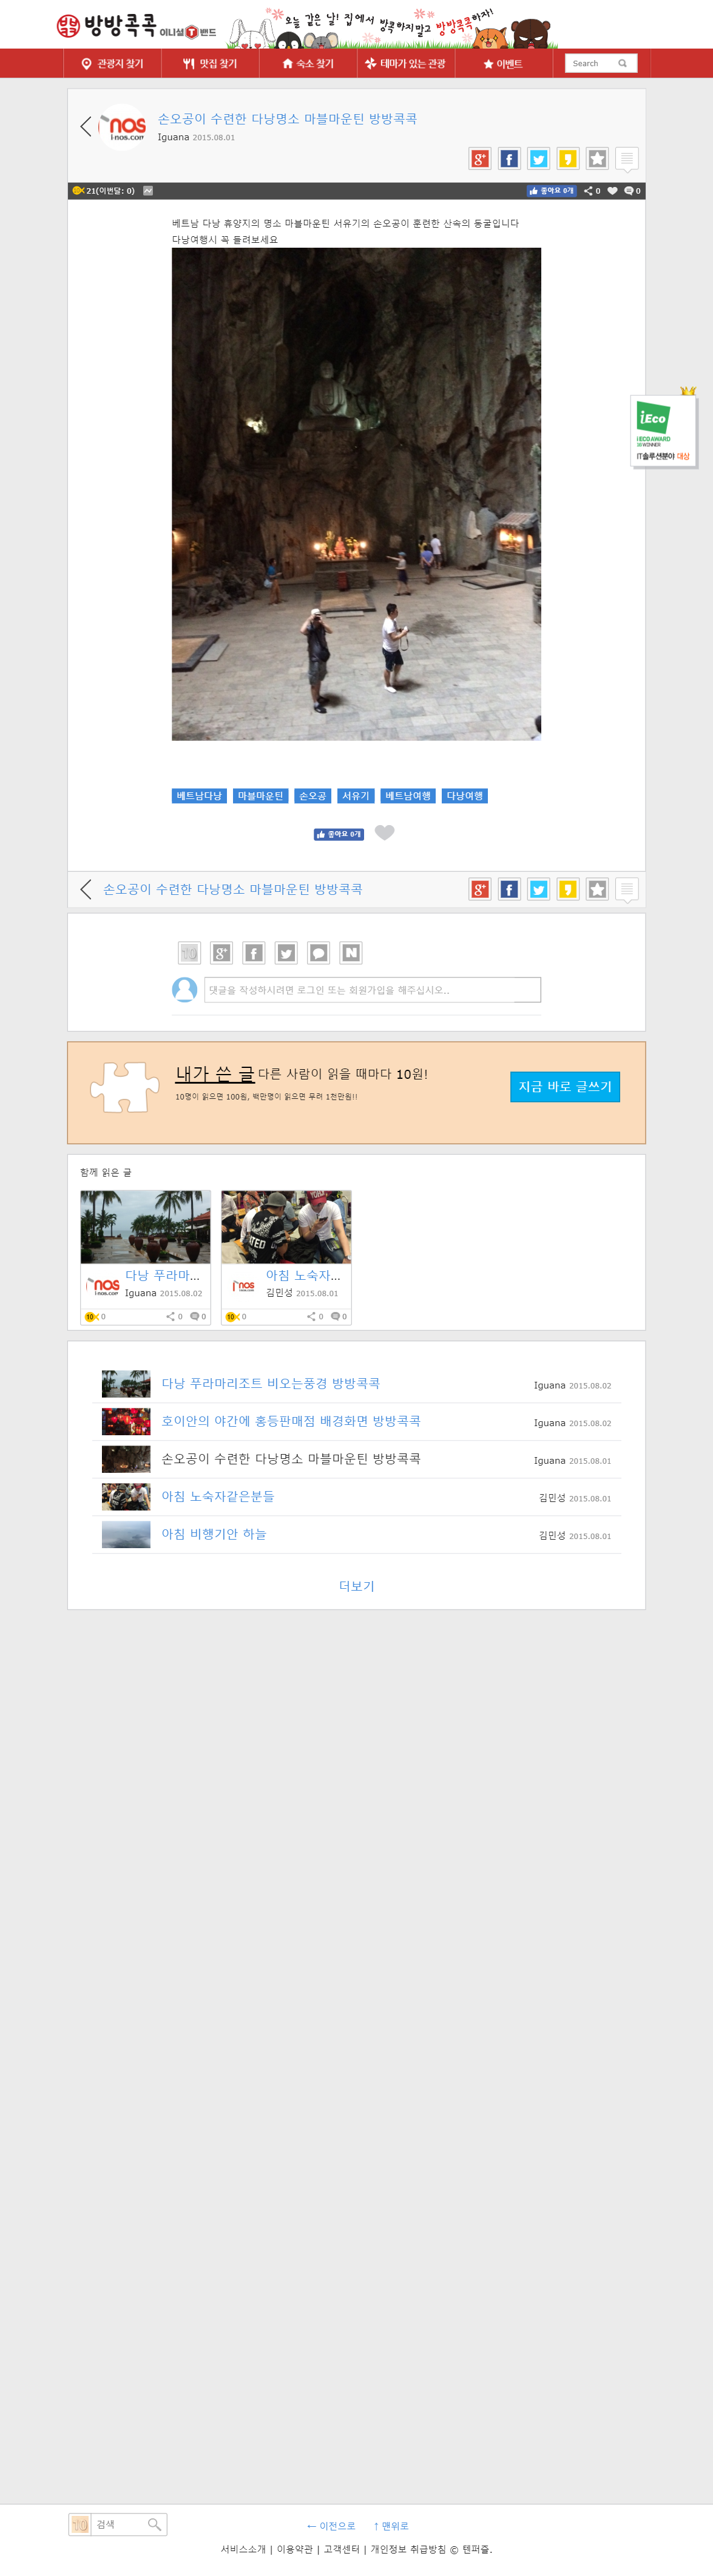 방방콕콕 이니셜 T 밴드
오늘 같은 날! 집에서 방콕하지말고 방방콕콕하자!
관광지 찾기 맛집 찾기 숙소 찾기 테마가 있는 관광 이벤트 Search
손오공이 수련한 다낭명소 마블마운틴 방방콕콕
Iguana 2015.08.01
inos
i-nos.com
21(이번달: 0) 좋아요 0개 0 0
베트남 다낭 휴양지의 명소 마블마운틴 서유기의 손오공이 훈련한 산속의 동굴입니다
다낭여행시 꼭 들려보세요
iEco
iECO AWARD
WINNER
IT솔루션분야 대상
베트남다낭 마블마운틴 손오공 서유기 베트남여행 다낭여행
좋아요 0개
손오공이 수련한 다낭명소 마블마운틴 방방콕콕
댓글을 작성하시려면 로그인 또는 회원가입을 해주십시오..
내가 쓴 글 다른 사람이 읽을 때마다 10원!
10명이 읽으면 100원, 백만명이 읽으면 무려 1천만원!!
지금 바로 글쓰기
함께 읽은 글
다낭 푸라마...
Iguana 2015.08.02
10 0 0 0
아침 노숙자...
김민성 2015.08.01
10 0 0 0
다낭 푸라마리조트 비오는풍경 방방콕콕 Iguana 2015.08.02
호이안의 야간에 홍등판매점 배경화면 방방콕콕 Iguana 2015.08.02
손오공이 수련한 다낭명소 마블마운틴 방방콕콕 Iguana 2015.08.01
아침 노숙자같은분들 김민성 2015.08.01
아침 비행기안 하늘 김민성 2015.08.01
더보기
10 검색
← 이전으로 ↑ 맨위로
서비스소개 | 이용약관 | 고객센터 | 개인정보 취급방침 © 텐퍼즐.